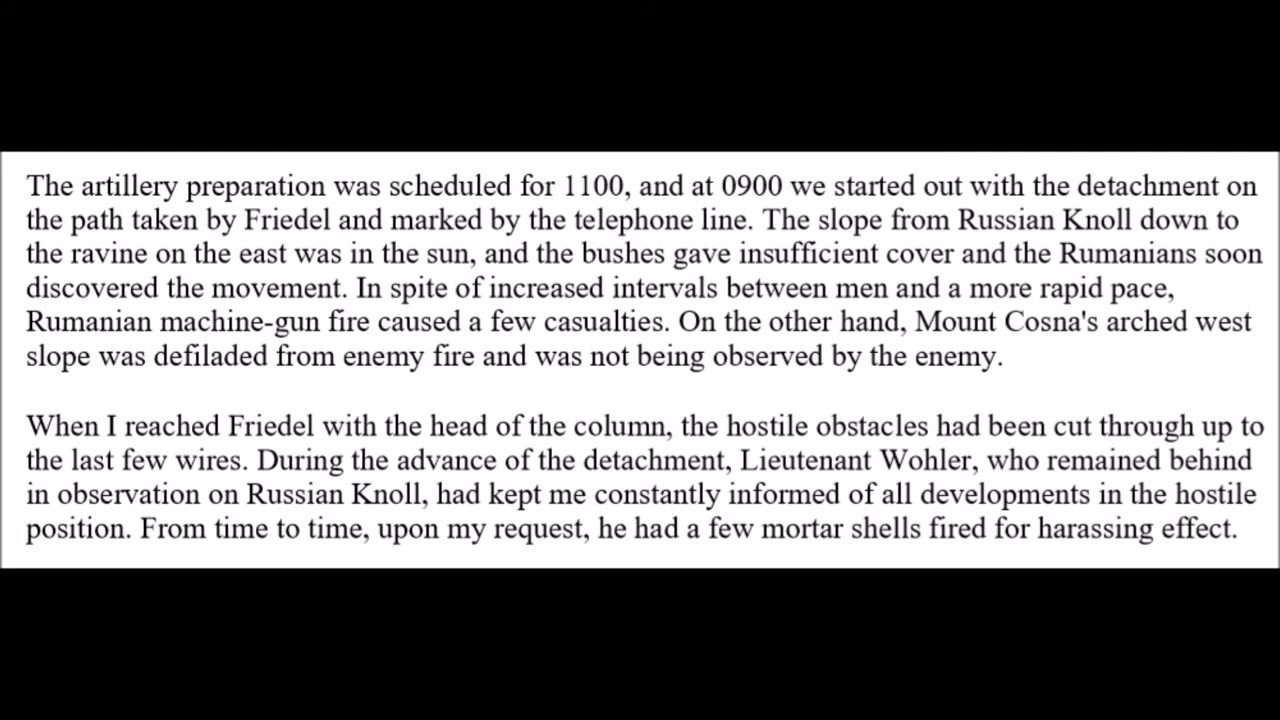 The artillery preparation was scheduled for 1100, and at 0900 we started out with the detachment on
the path taken by Friedel and marked by the telephone line. The slope from Russian Knoll down to
the ravine on the east was in the sun, and the bushes gave insufficient cover and the Rumanians soon
discovered the movement. In spite of increased intervals between men and a more rapid pace,
Rumanian machine-gun fire caused a few casualties. On the other hand, Mount Cosna's arched west
slope was defiladed from enemy fire and was not being observed by the enemy.
When I reached Friedel with the head of the column, the hostile obstacles had been cut through up to
the last few wires. During the advance of the detachment, Lieutenant Wohler, who remained behind
in observation on Russian Knoll, had kept me constantly informed of all developments in the hostile
position. From time to time, upon my request, he had a few mortar shells fired for harassing effect.